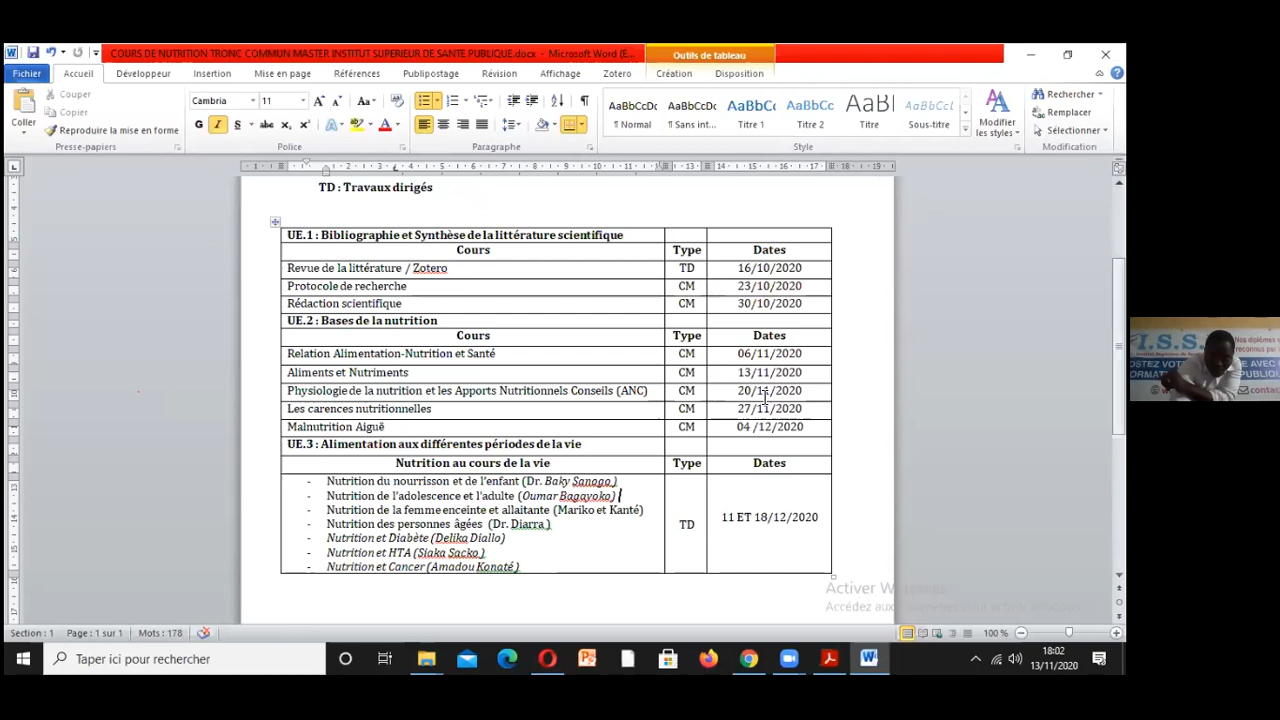 COURS DE NUTRITION TRONC COMMUN MASTER INSTITUT SUPERIEUR DE SANTE PUBLIQUE.docx - Microsoft Word (E...
Outils de tableau
Fichier Accueil Développeur Insertion Mise en page Références Publipostage Révision Affichage Zotero Création Disposition
Coller
Couper
Copier
Reproduire la mise en forme
Presse-papiers
Cambria 11
G I S abc x₂ x²
Police
Paragraphe
AaBbCcDc AaBbCcDc AaBbCc AaBbCc AaBl AaBbCc
¶ Normal ¶ Sans int... Titre 1 Titre 2 Titre Sous-titre
Style
Modifier les styles
Rechercher
Remplacer
Sélectionner
Modification
TD : Travaux dirigés
UE.1 : Bibliographie et Synthèse de la littérature scientifique
Cours Type Dates
Revue de la littérature / Zotero TD 16/10/2020
Protocole de recherche CM 23/10/2020
Rédaction scientifique CM 30/10/2020
UE.2 : Bases de la nutrition
Cours Type Dates
Relation Alimentation-Nutrition et Santé CM 06/11/2020
Aliments et Nutriments CM 13/11/2020
Physiologie de la nutrition et les Apports Nutritionnels Conseils (ANC) CM 20/11/2020
Les carences nutritionnelles CM 27/11/2020
Malnutrition Aiguë CM 04 /12/2020
UE.3 : Alimentation aux différentes périodes de la vie
Nutrition au cours de la vie Type Dates
- Nutrition du nourrisson et de l'enfant (Dr. Baky Sanogo )
- Nutrition de l'adolescence et l'adulte (Oumar Bagayoko)
- Nutrition de la femme enceinte et allaitante (Mariko et Kanté)
- Nutrition des personnes âgées (Dr. Diarra )
- Nutrition et Diabète (Delika Diallo)
- Nutrition et HTA (Siaka Sacko )
- Nutrition et Cancer (Amadou Konaté )
TD 11 ET 18/12/2020
Activer
Section : 1 Page : 1 sur 1 Mots : 178 100 %
Taper ici pour rechercher
18:02
13/11/2020
I.S.S.
Nos diplômes
reconnus par
AVEC
PUBLIQUE